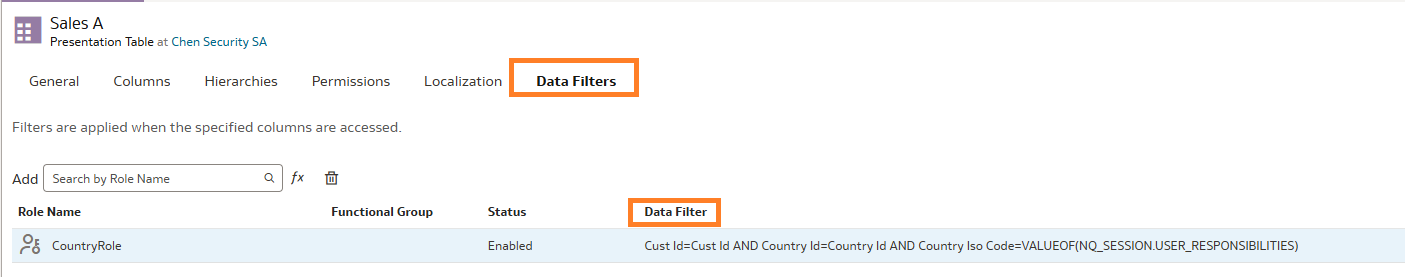 Sales A
Presentation Table at Chen Security SA
General Columns Hierarchies Permissions Localization Data Filters
Filters are applied when the specified columns are accessed.
Add Search by Role Name fx
Role Name Functional Group Status Data Filter
CountryRole Enabled Cust Id=Cust Id AND Country Id=Country Id AND Country Iso Code=VALUEOF(NQ_SESSION.USER_RESPONSIBILITIES)